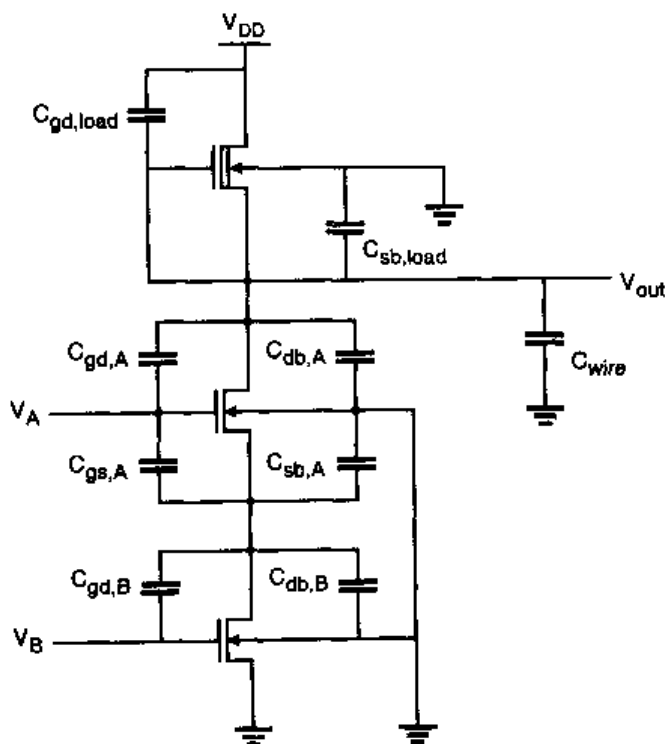 V_DD
C_gd,load
C_sb,load
V_out
C_wire
C_gd,A
C_db,A
V_A
C_gs,A
C_sb,A
C_gd,B
C_db,B
V_B